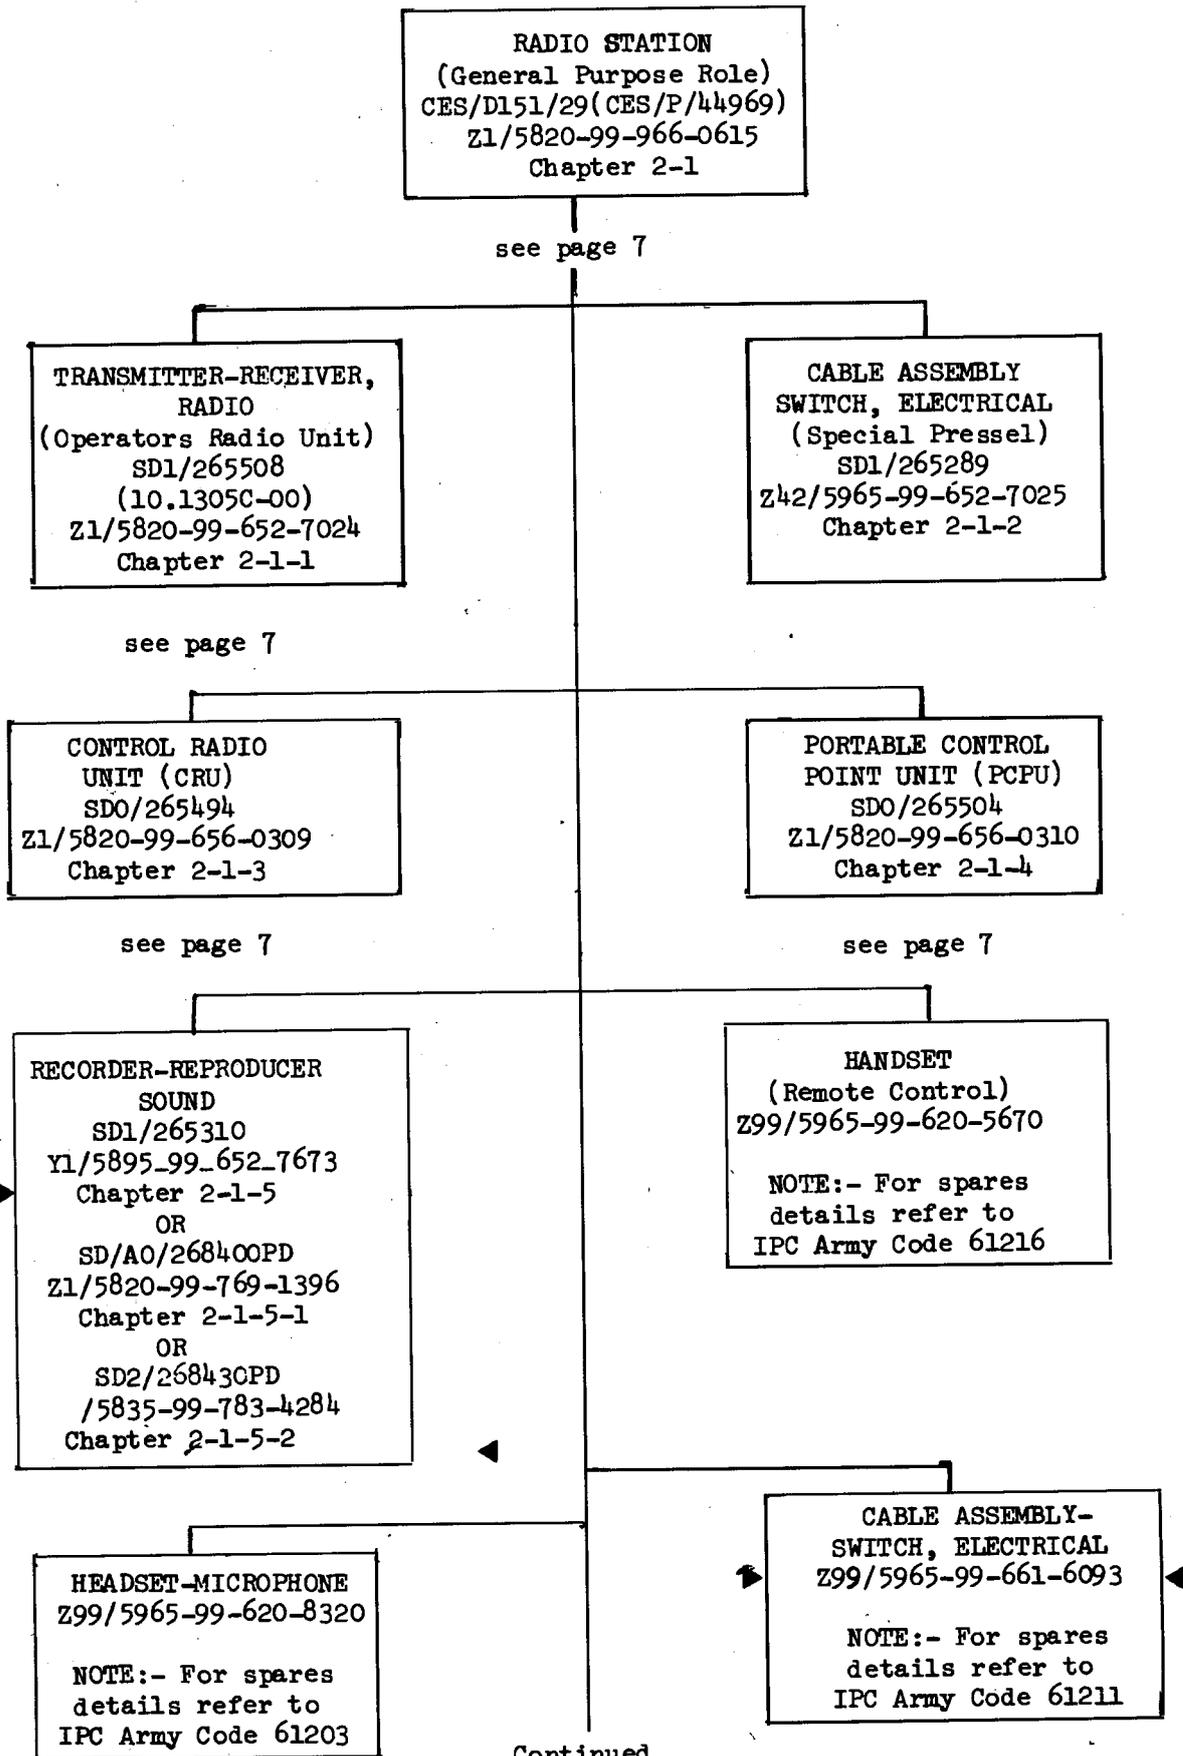 RADIO STATION
(General Purpose Role)
CES/D151/29(CES/P/44969)
Z1/5820-99-966-0615
Chapter 2-1
see page 7
TRANSMITTER-RECEIVER,
RADIO
(Operators Radio Unit)
SD1/265508
(10.1305C-00)
Z1/5820-99-652-7024
Chapter 2-1-1
see page 7
CABLE ASSEMBLY
SWITCH, ELECTRICAL
(Special Pressel)
SD1/265289
Z42/5965-99-652-7025
Chapter 2-1-2
CONTROL RADIO
UNIT (CRU)
SD0/265494
Z1/5820-99-656-0309
Chapter 2-1-3
see page 7
PORTABLE CONTROL
POINT UNIT (PCPU)
SD0/265504
Z1/5820-99-656-0310
Chapter 2-1-4
see page 7
RECORDER-REPRODUCER
SOUND
SD1/265310
Y1/5895-99-652-7673
Chapter 2-1-5
OR
SD/A0/268400PD
Z1/5820-99-769-1396
Chapter 2-1-5-1
OR
SD2/268430PD
/5835-99-783-4284
Chapter 2-1-5-2
HANDSET
(Remote Control)
Z99/5965-99-620-5670
NOTE:- For spares
details refer to
IPC Army Code 61216
HEADSET-MICROPHONE
Z99/5965-99-620-8320
NOTE:- For spares
details refer to
IPC Army Code 61203
CABLE ASSEMBLY-
SWITCH, ELECTRICAL
Z99/5965-99-661-6093
NOTE:- For spares
details refer to
IPC Army Code 61211
Continued